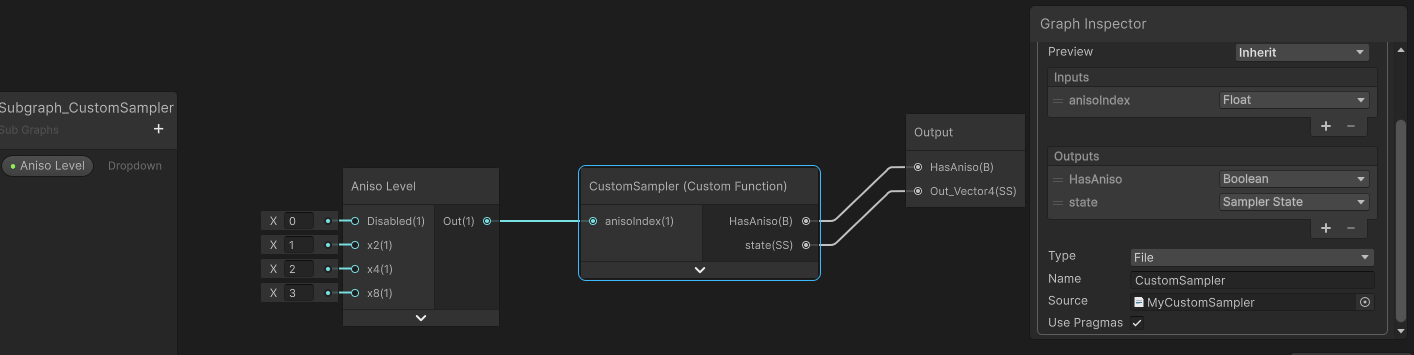 Subgraph_CustomSampler
Sub Graphs
+
Aniso Level Dropdown
Aniso Level
X 0 Disabled(1) Out(1)
X 1 x2(1)
X 2 x4(1)
X 3 x8(1)
CustomSampler (Custom Function)
anisoIndex(1) HasAniso(B)
state(SS)
Output
HasAniso(B)
Out_Vector4(SS)
Graph Inspector
Preview Inherit
Inputs
anisoIndex Float
+ −
Outputs
HasAniso Boolean
state Sampler State
+ −
Type File
Name CustomSampler
Source MyCustomSampler
Use Pragmas